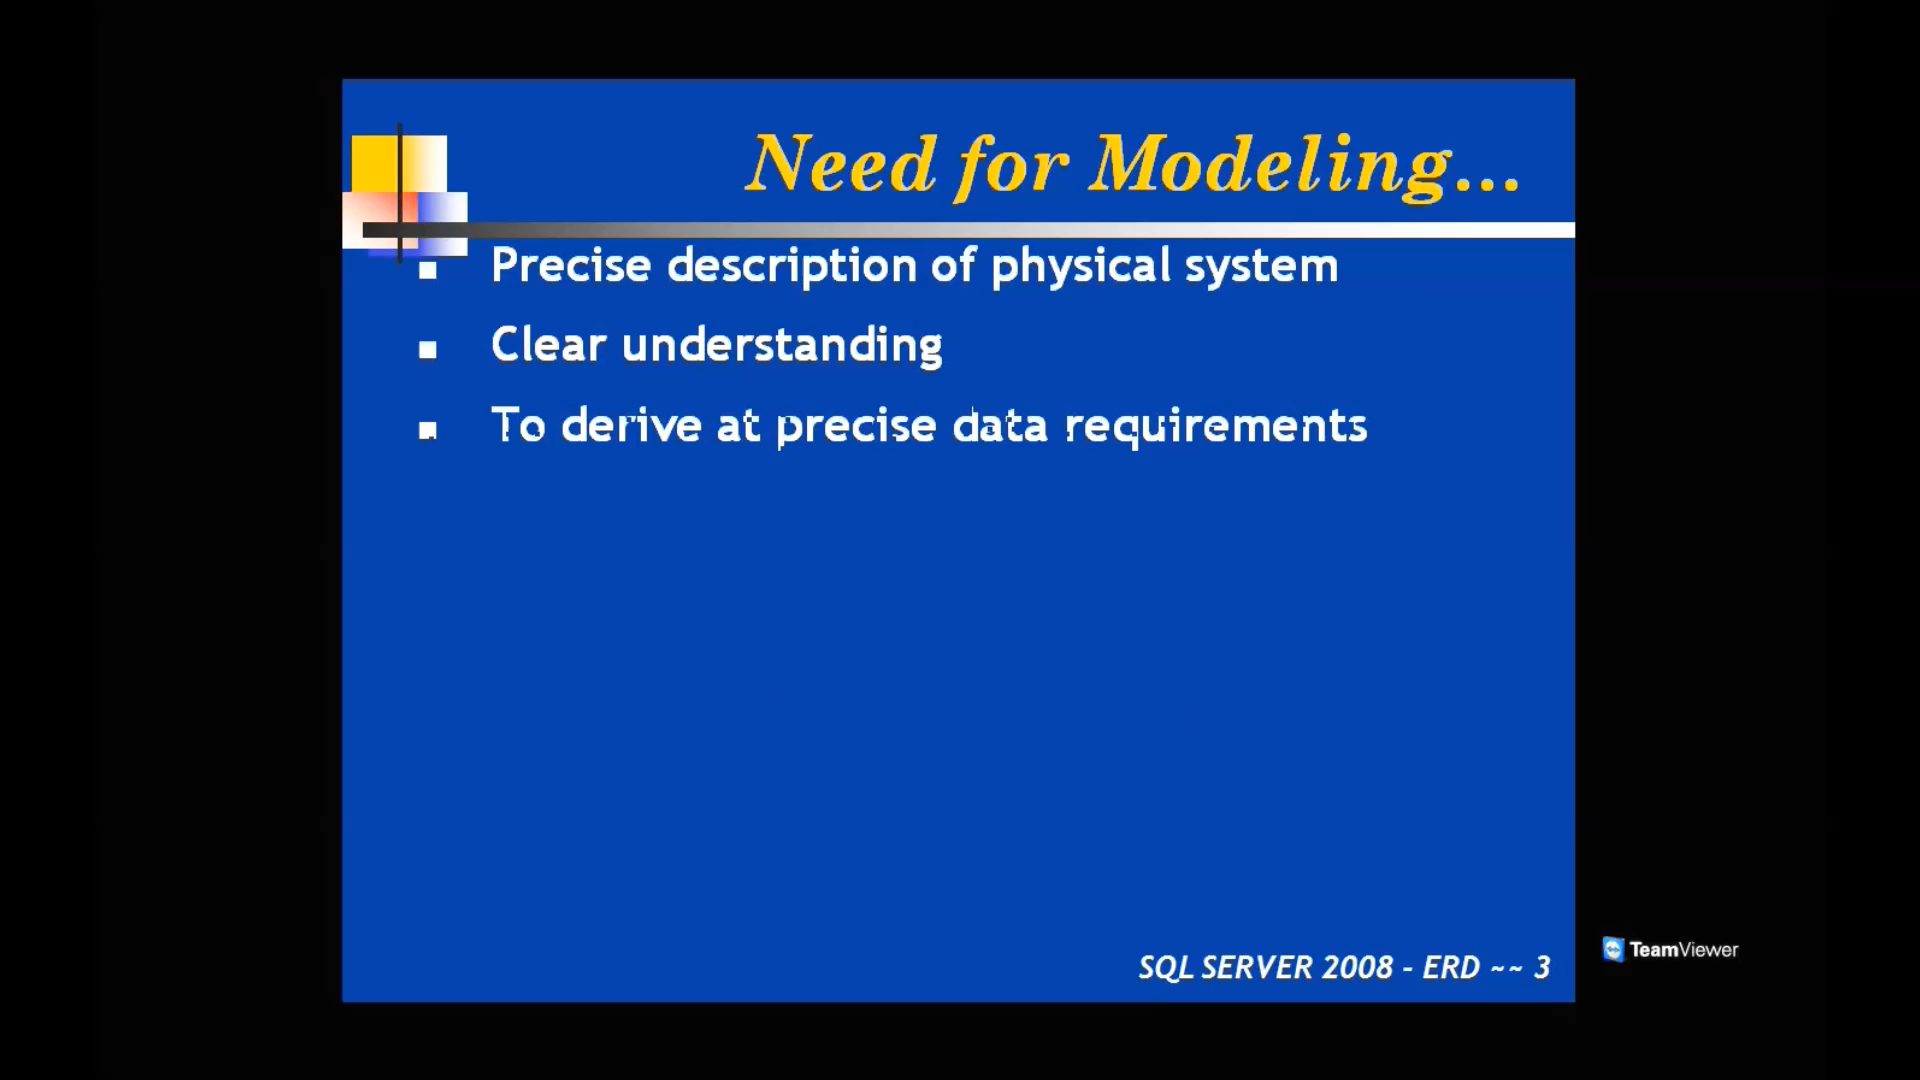 Need for Modeling...
Precise description of physical system
Clear understanding
To derive at precise data requirements
SQL SERVER 2008 - ERD ~~ 3
TeamViewer